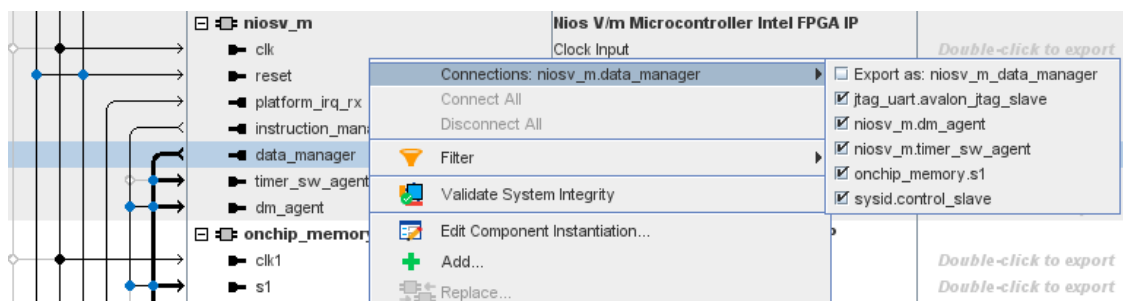 niosv_m Nios V/m Microcontroller Intel FPGA IP
clk Clock Input Double-click to export
reset
platform_irq_rx
instruction_mana
data_manager
timer_sw_agent
dm_agent
onchip_memory
clk1 Double-click to export
s1 Double-click to export
Connections: niosv_m.data_manager
Connect All
Disconnect All
Filter
Validate System Integrity
Edit Component Instantiation...
Add...
Replace...
Export as: niosv_m_data_manager
jtag_uart.avalon_jtag_slave
niosv_m.dm_agent
niosv_m.timer_sw_agent
onchip_memory.s1
sysid.control_slave